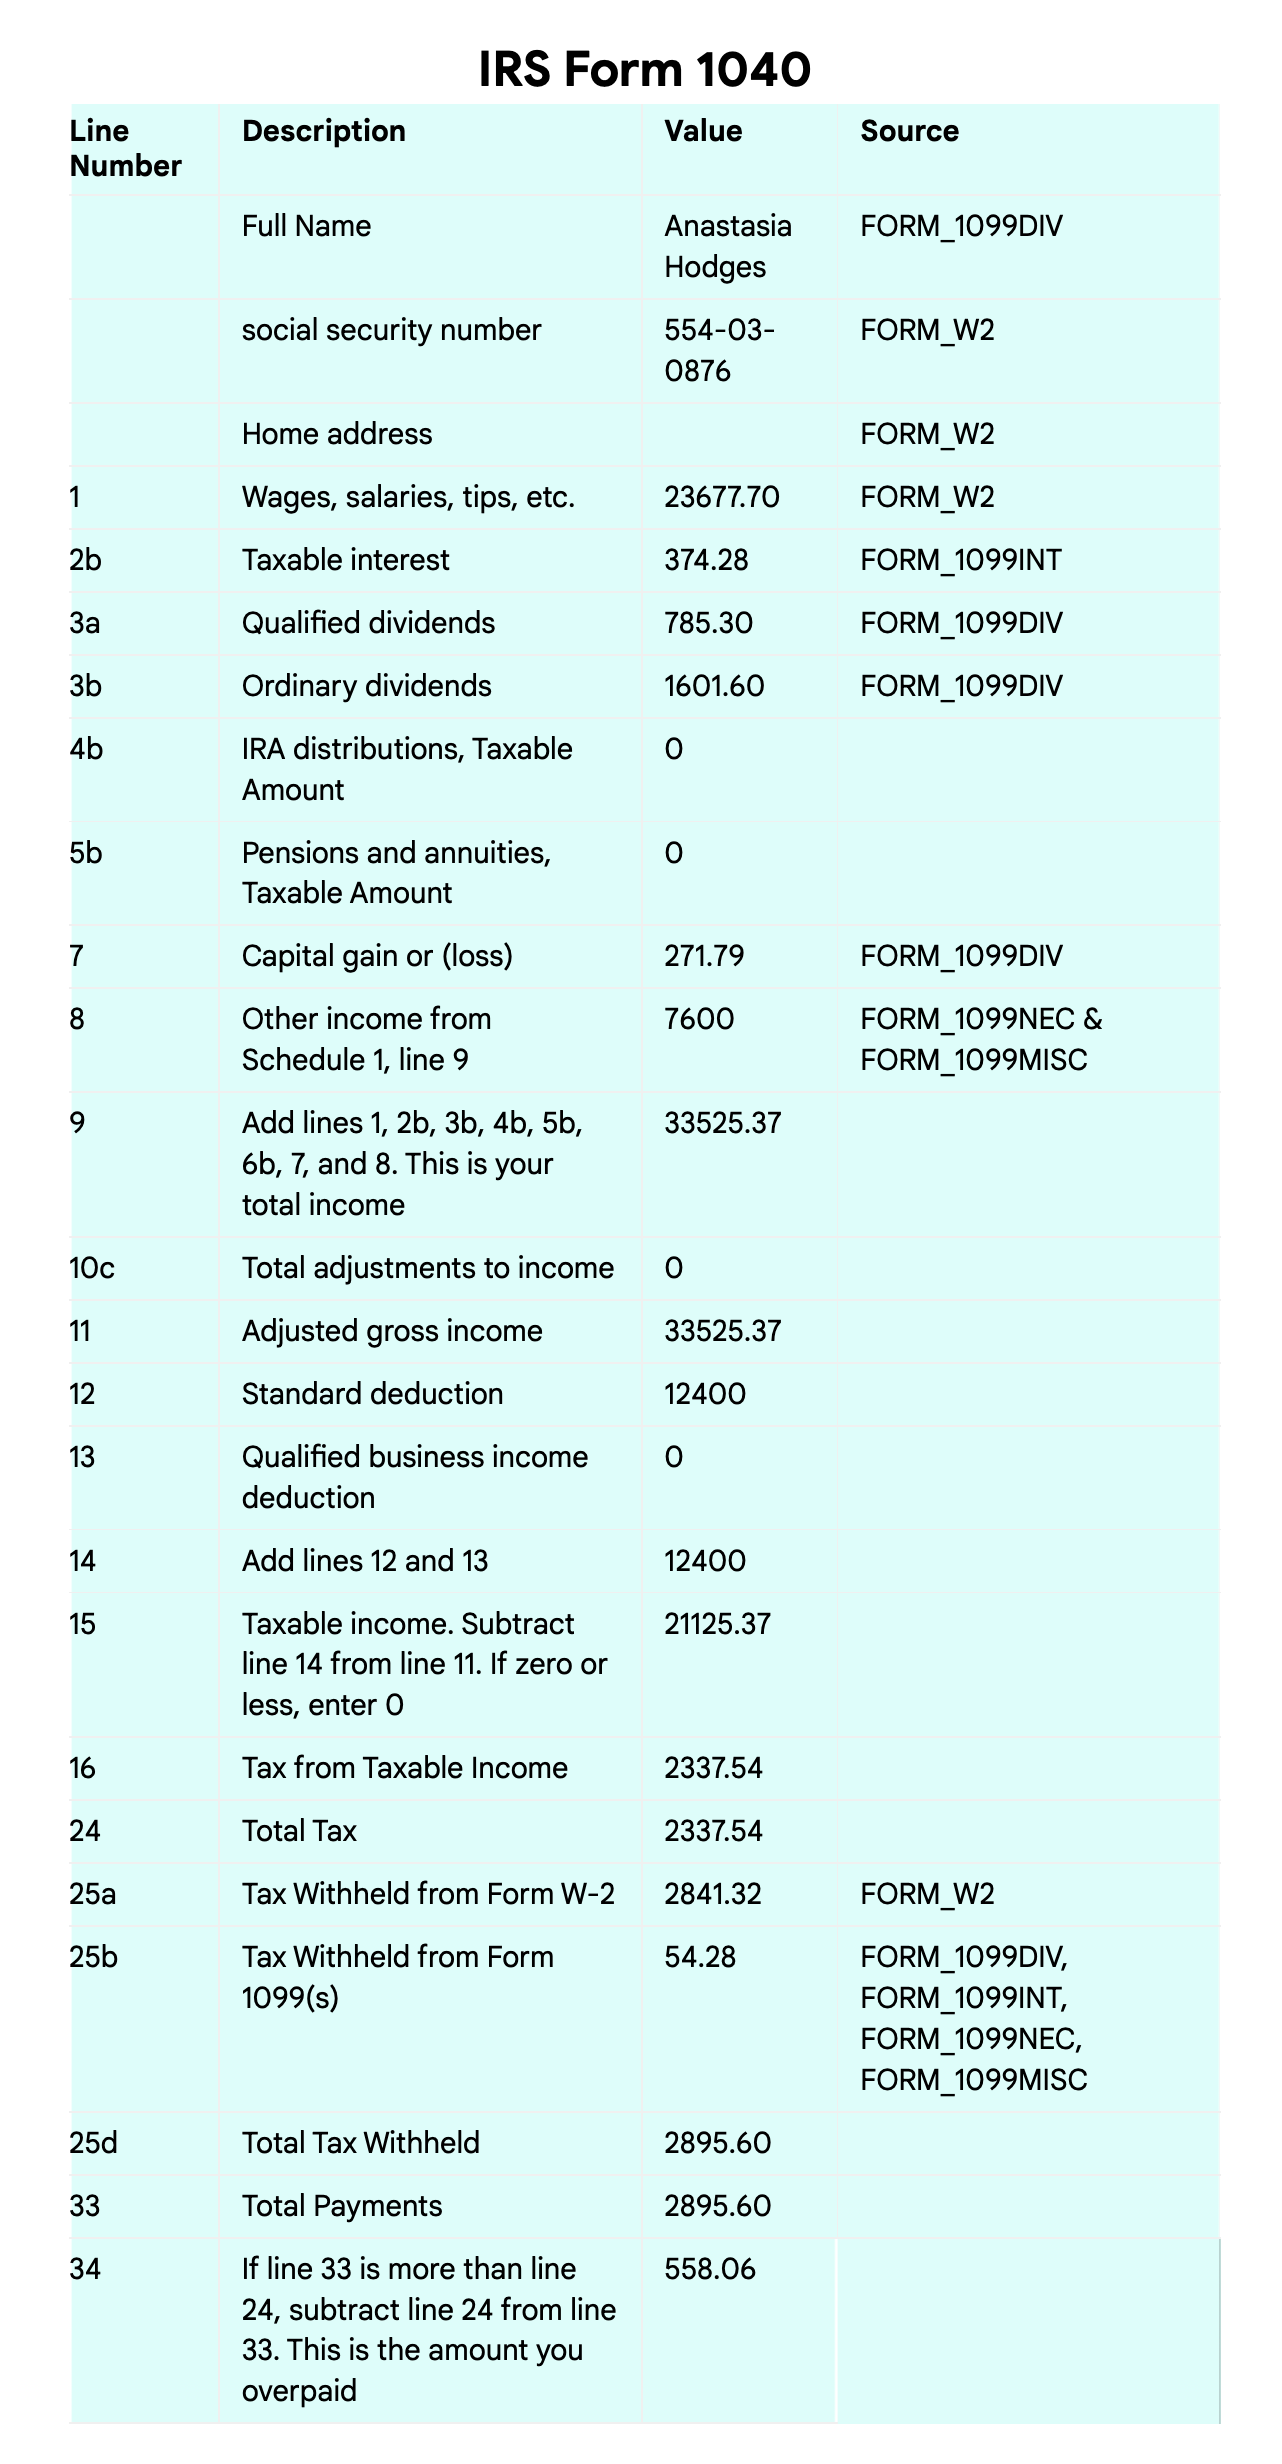 IRS Form 1040
Line Number Description Value Source
Full Name Anastasia Hodges FORM_1099DIV
social security number 554-03-0876 FORM_W2
Home address FORM_W2
1 Wages, salaries, tips, etc. 23677.70 FORM_W2
2b Taxable interest 374.28 FORM_1099INT
3a Qualified dividends 785.30 FORM_1099DIV
3b Ordinary dividends 1601.60 FORM_1099DIV
4b IRA distributions, Taxable Amount 0
5b Pensions and annuities, Taxable Amount 0
7 Capital gain or (loss) 271.79 FORM_1099DIV
8 Other income from Schedule 1, line 9 7600 FORM_1099NEC & FORM_1099MISC
9 Add lines 1, 2b, 3b, 4b, 5b, 6b, 7, and 8. This is your total income 33525.37
10c Total adjustments to income 0
11 Adjusted gross income 33525.37
12 Standard deduction 12400
13 Qualified business income deduction 0
14 Add lines 12 and 13 12400
15 Taxable income. Subtract line 14 from line 11. If zero or less, enter 0 21125.37
16 Tax from Taxable Income 2337.54
24 Total Tax 2337.54
25a Tax Withheld from Form W-2 2841.32 FORM_W2
25b Tax Withheld from Form 1099(s) 54.28 FORM_1099DIV, FORM_1099INT, FORM_1099NEC, FORM_1099MISC
25d Total Tax Withheld 2895.60
33 Total Payments 2895.60
34 If line 33 is more than line 24, subtract line 24 from line 33. This is the amount you overpaid 558.06